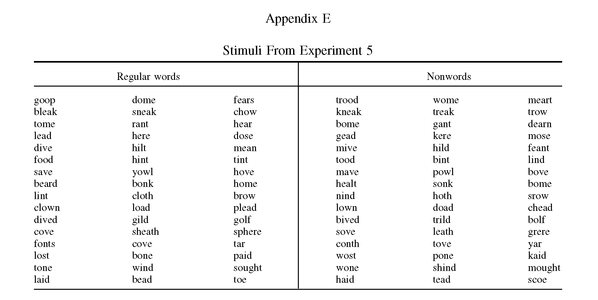 Appendix E
Stimuli From Experiment 5
Regular words Nonwords
goop dome fears trood wome meart
bleak sneak chow kneak treak trow
tome rant hear bome gant dearn
lead here dose gead kere mose
dive hilt mean mive hild feant
food hint tint tood bint lind
save yowl hove mave powl bove
beard bonk home healt sonk bome
lint cloth brow nind hoth srow
clown load plead lown doad chead
dived gild golf bived trild bolf
cove sheath sphere sove leath grere
fonts cove tar conth tove yar
lost bone paid wost pone kaid
tone wind sought wone shind mought
laid bead toe haid tead scoe